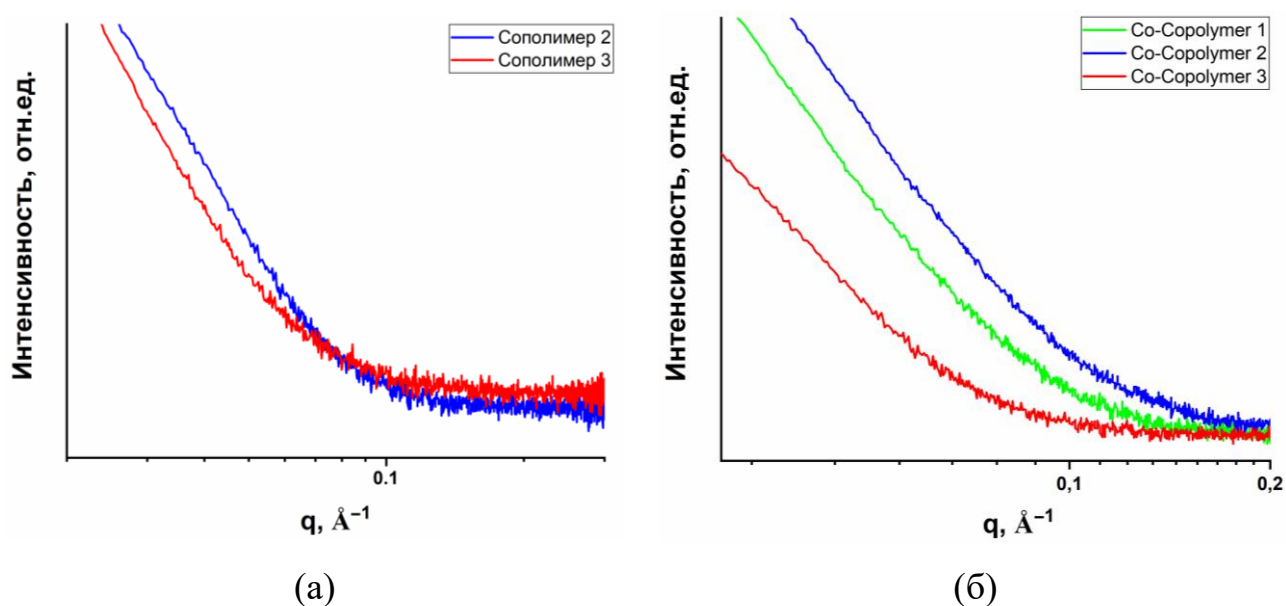 Интенсивность, отн.ед.
Сополимер 2
Сополимер 3
0.1
q, Å⁻¹
(а)
Интенсивность, отн.ед.
Co-Copolymer 1
Co-Copolymer 2
Co-Copolymer 3
0,1
0,2
q, Å⁻¹
(б)